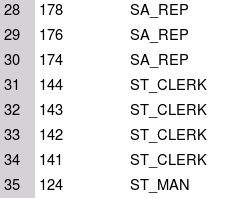 28 178 SA_REP
29 176 SA_REP
30 174 SA_REP
31 144 ST_CLERK
32 143 ST_CLERK
33 142 ST_CLERK
34 141 ST_CLERK
35 124 ST_MAN